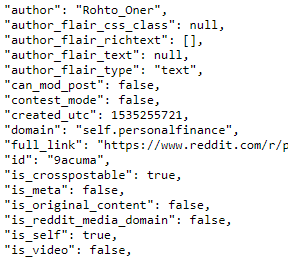 "author": "Rohto_Oner",
"author_flair_css_class": null,
"author_flair_richtext": [],
"author_flair_text": null,
"author_flair_type": "text",
"can_mod_post": false,
"contest_mode": false,
"created_utc": 1535255721,
"domain": "self.personalfinance",
"full_link": "https://www.reddit.com/r/p
"id": "9acuma",
"is_crosspostable": true,
"is_meta": false,
"is_original_content": false,
"is_reddit_media_domain": false,
"is_self": true,
"is_video": false,